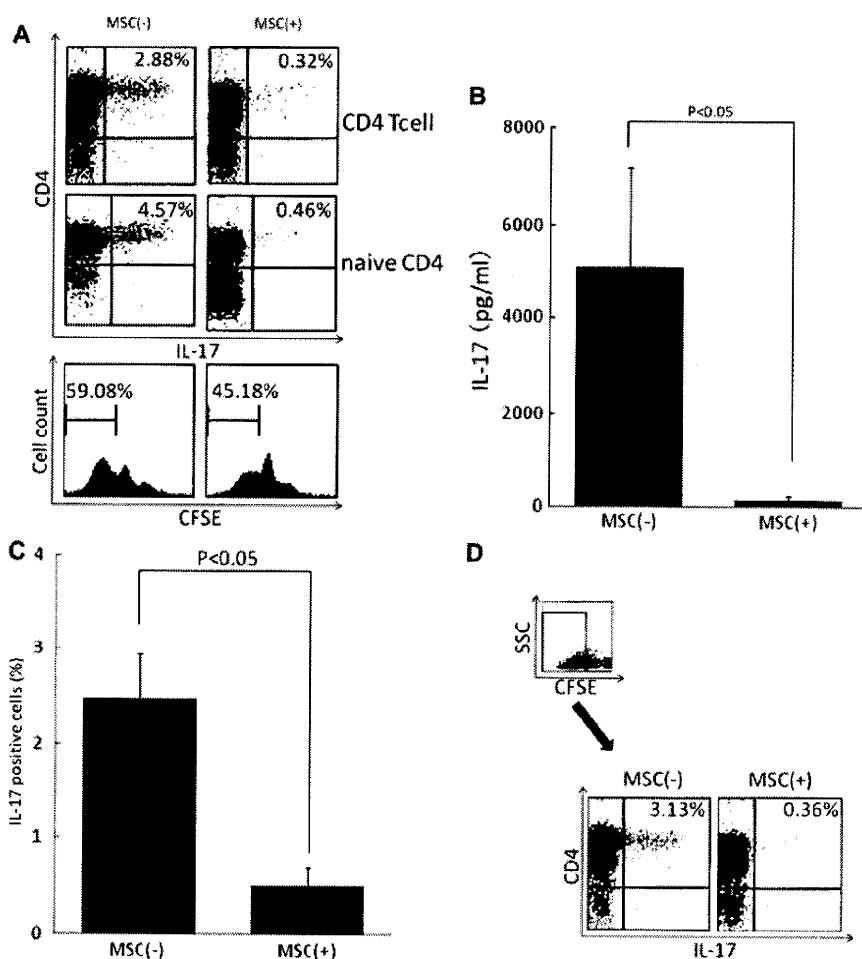 A
MSC(-)
MSC(+)
2.88%
0.32%
CD4 Tcell
4.57%
0.46%
naive CD4
CD4
IL-17
59.08%
45.18%
Cell count
CFSE
B
P<0.05
8000
6000
4000
2000
0
IL-17 (pg/ml)
MSC(-)
MSC(+)
C
P<0.05
4
3
2
1
0
IL-17 positive cells (%)
MSC(-)
MSC(+)
D
SSC
CFSE
MSC(-)
MSC(+)
3.13%
0.36%
CD4
IL-17